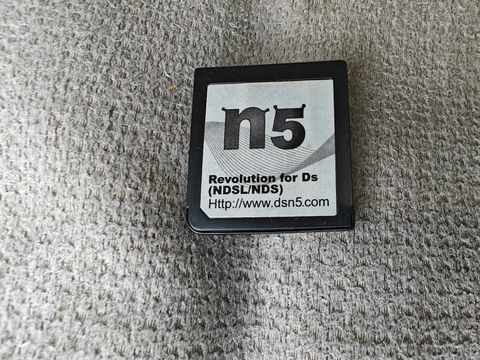 n5
Revolution for Ds
(NDSL/NDS)
Http://www.dsn5.com